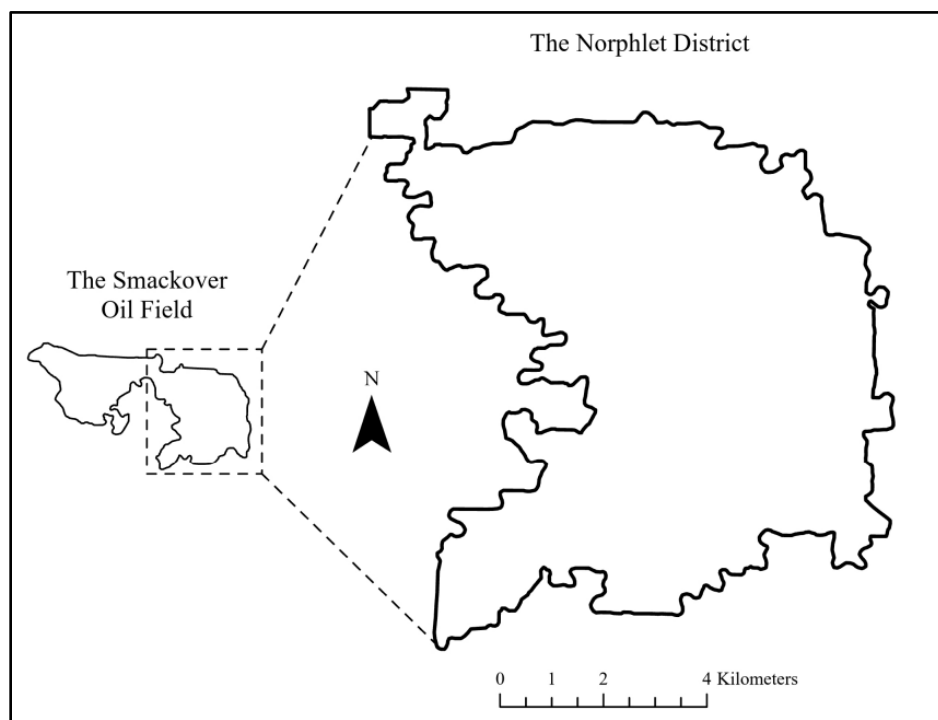 The Norphlet District
The Smackover
Oil Field
N
0 1 2 4 Kilometers